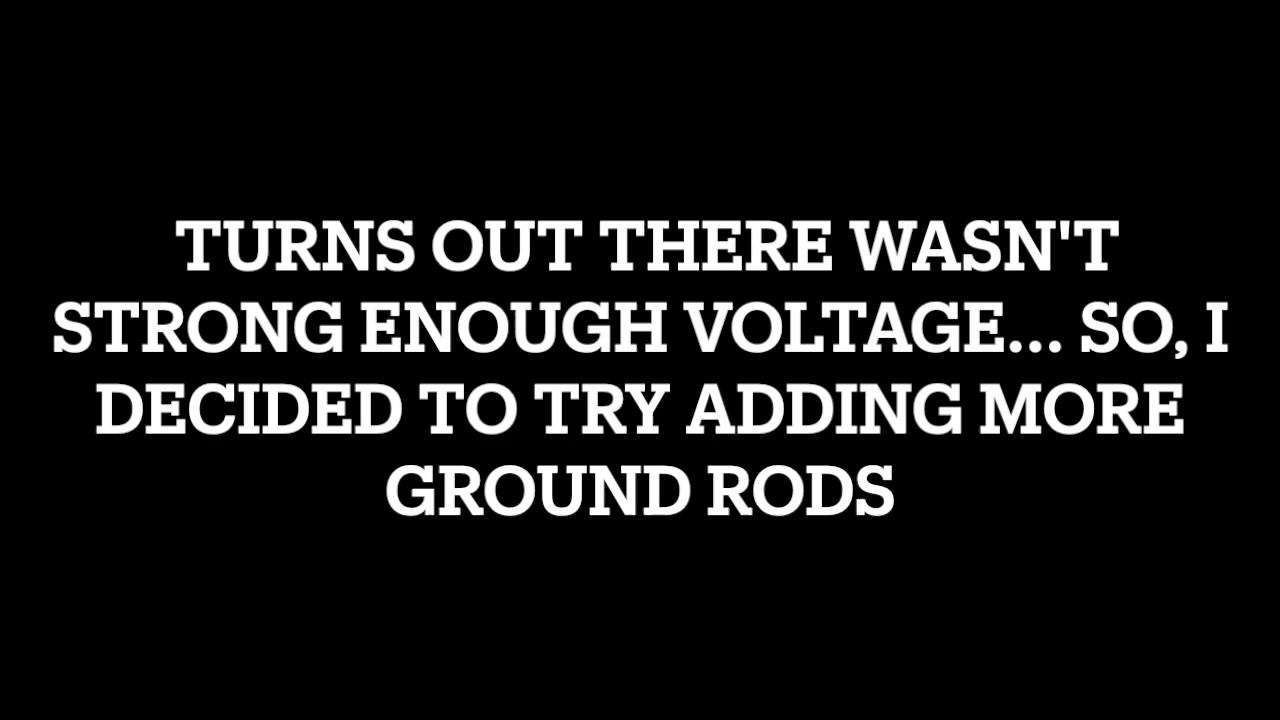 TURNS OUT THERE WASN'T
STRONG ENOUGH VOLTAGE... SO, I
DECIDED TO TRY ADDING MORE
GROUND RODS